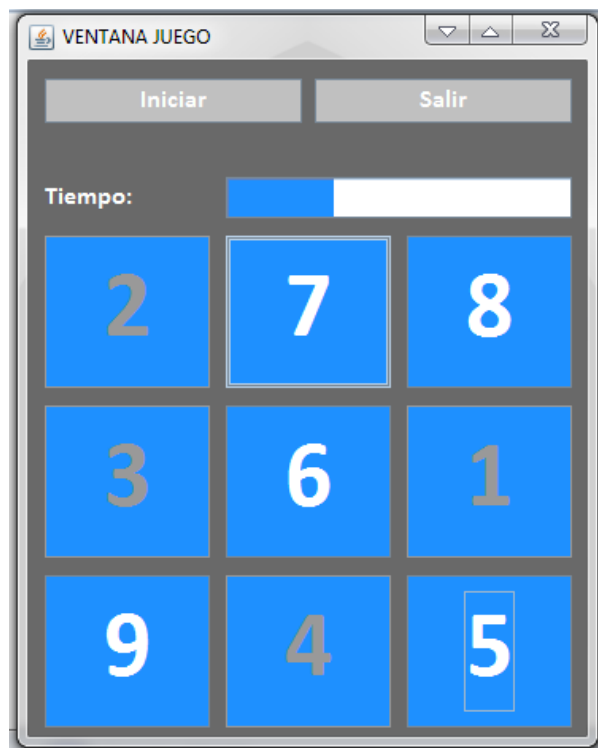 VENTANA JUEGO
Iniciar Salir
Tiempo:
2 7 8
3 6 1
9 4 5